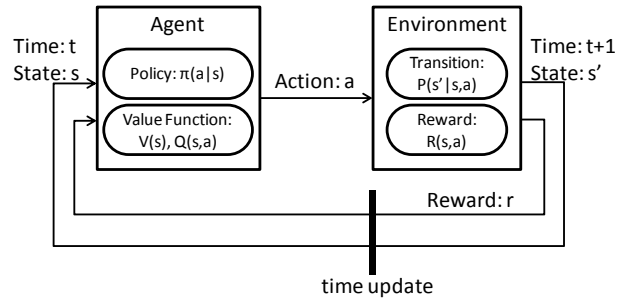 Agent
Environment
Time: t
State: s
Policy: π(a|s)
Value Function:
V(s), Q(s,a)
Action: a
Transition:
P(s'|s,a)
Reward:
R(s,a)
Time: t+1
State: s'
Reward: r
time update